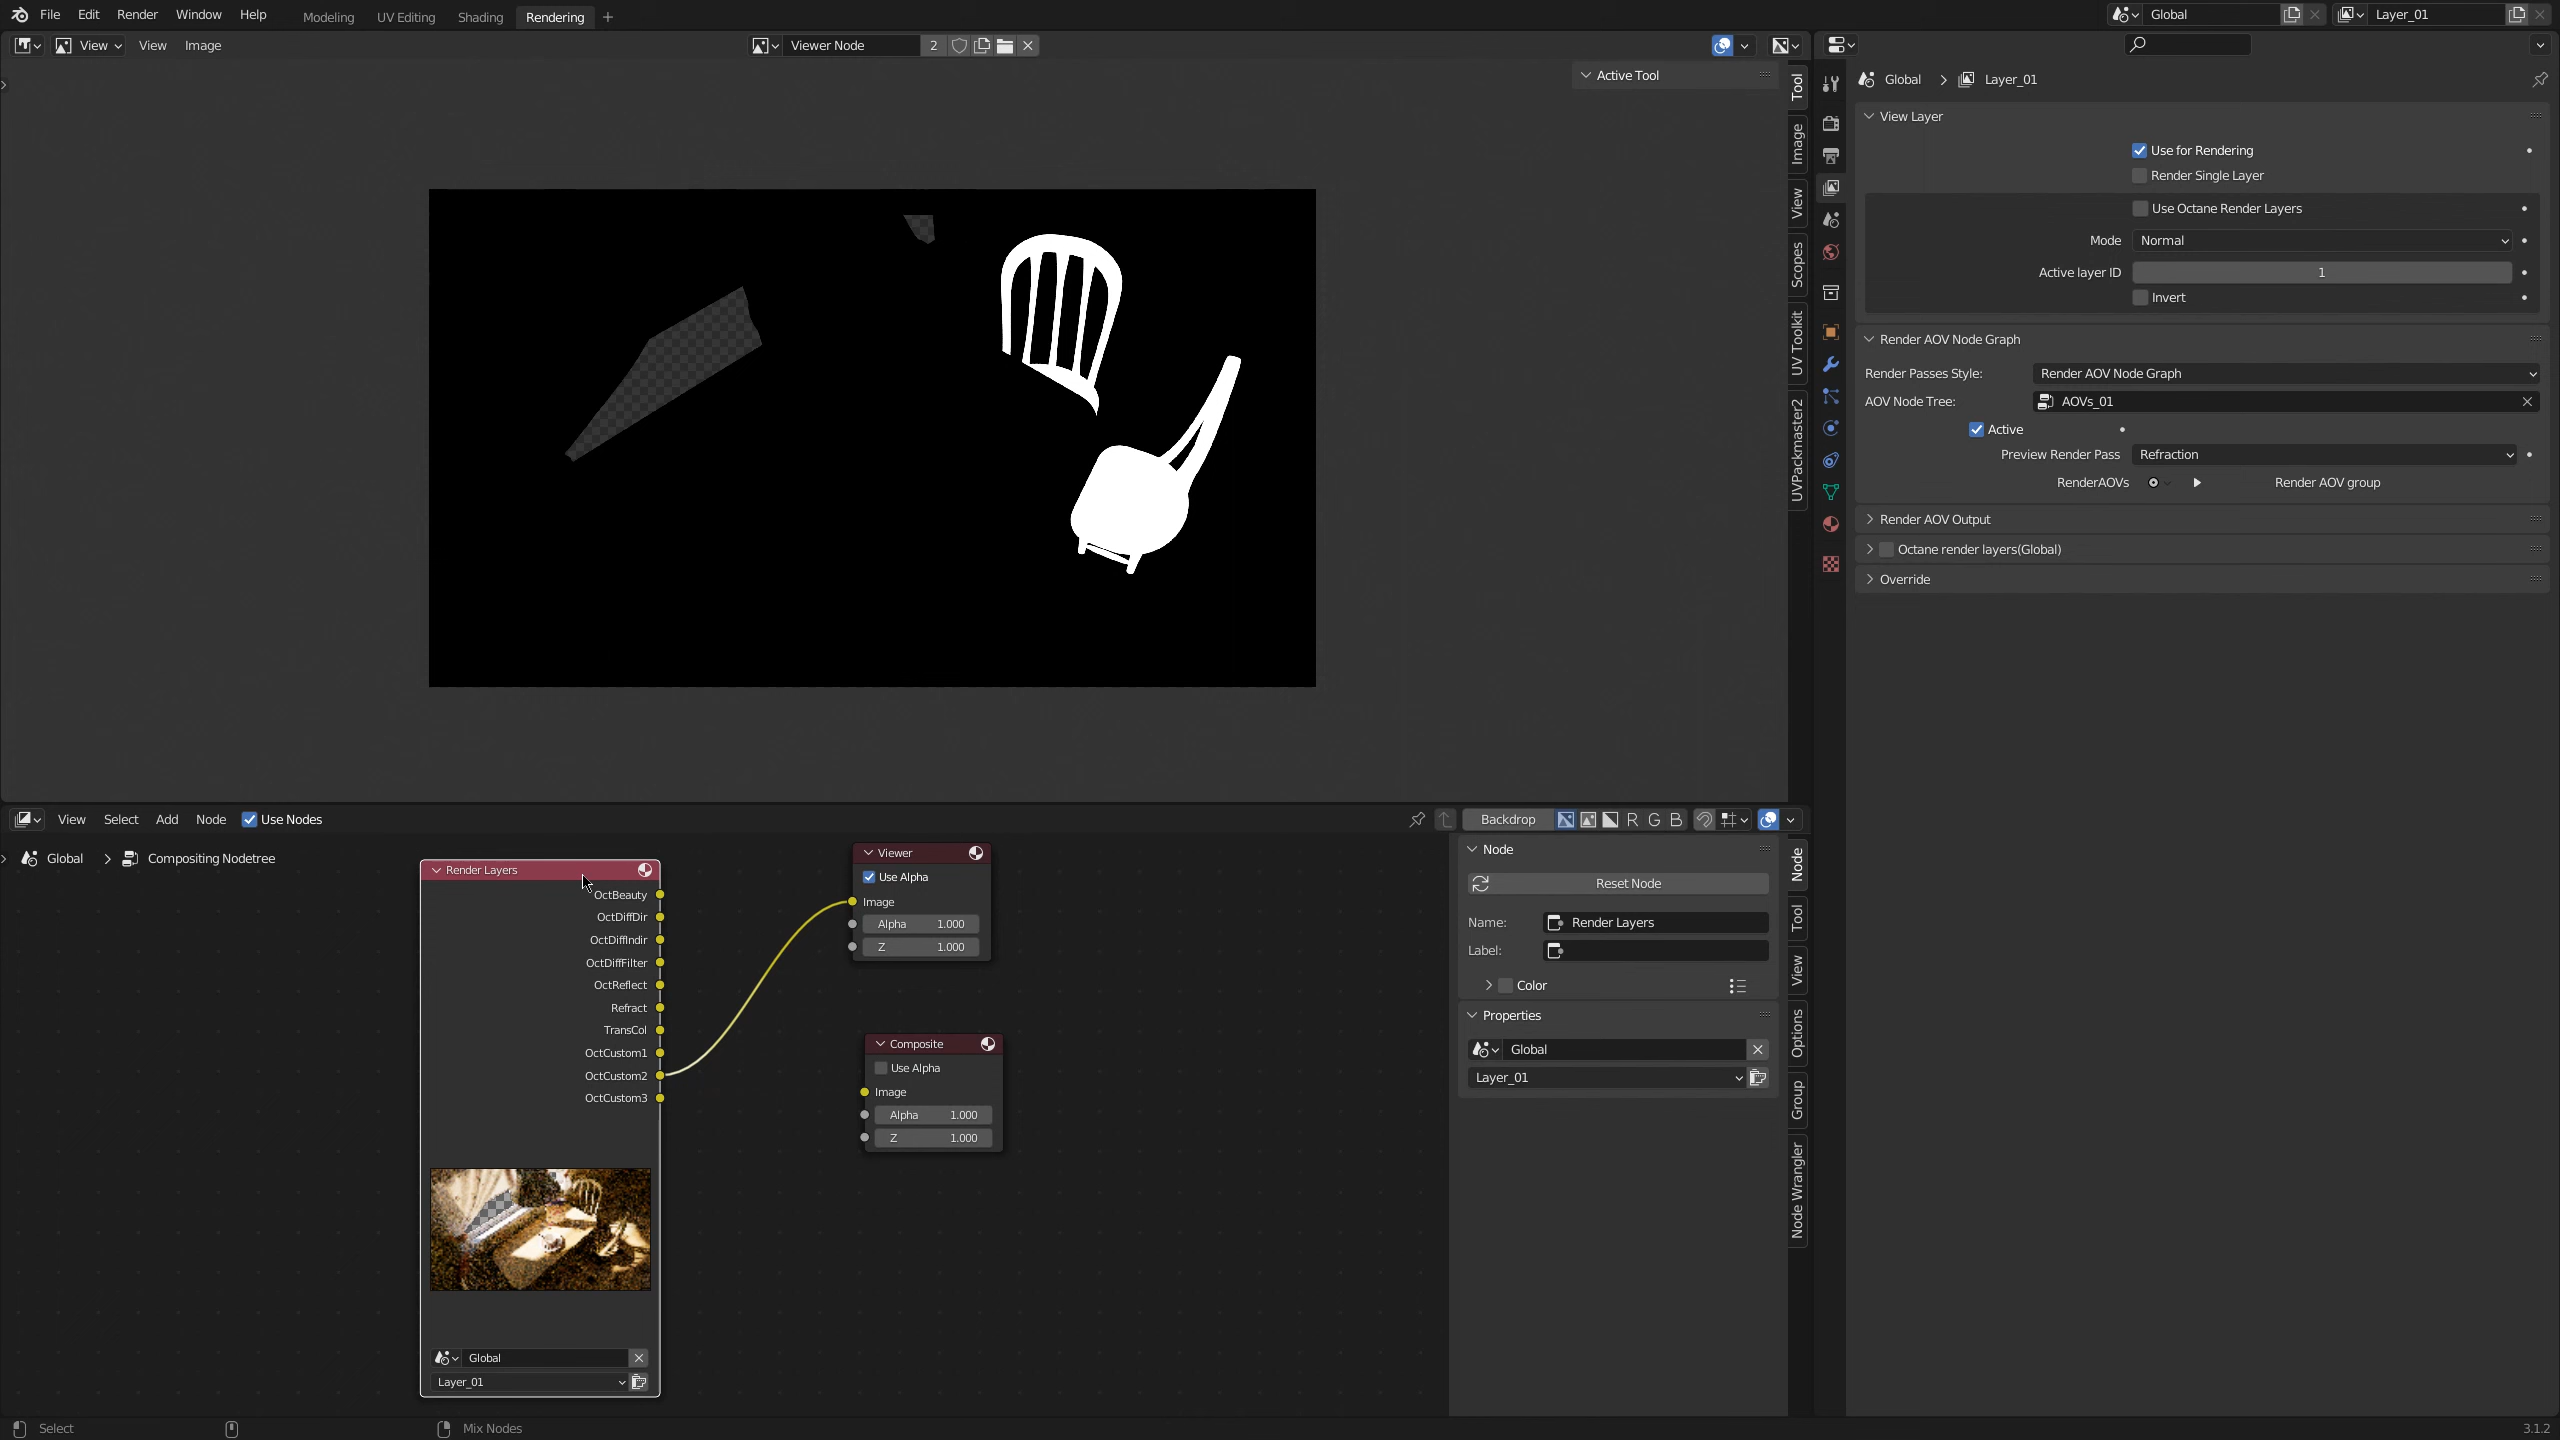 File Edit Render Window Help Modeling UV Editing Shading Rendering + Global Layer_01
View View Image Viewer Node 2
Active Tool
Tool
Image
View
Scopes
UV Toolkit
UVPackmaster2
Global > Layer_01
View Layer
Use for Rendering
Render Single Layer
Use Octane Render Layers
Mode Normal
Active layer ID 1
Invert
Render AOV Node Graph
Render Passes Style: Render AOV Node Graph
AOV Node Tree: AOVs_01
Active
Preview Render Pass Refraction
RenderAOVs Render AOV group
Render AOV Output
Octane render layers(Global)
Override
View Select Add Node Use Nodes Backdrop R G B
Global > Compositing Nodetree
Render Layers
OctBeauty
OctDiffDir
OctDiffIndir
OctDiffFilter
OctReflect
Refract
TransCol
OctCustom1
OctCustom2
OctCustom3
Global
Layer_01
Viewer
Use Alpha
Image
Alpha 1.000
Z 1.000
Composite
Use Alpha
Image
Alpha 1.000
Z 1.000
Node
Reset Node
Name: Render Layers
Label:
Color
Properties
Global
Layer_01
Node
Tool
View
Options
Group
Node Wrangler
Select Mix Nodes 3.1.2